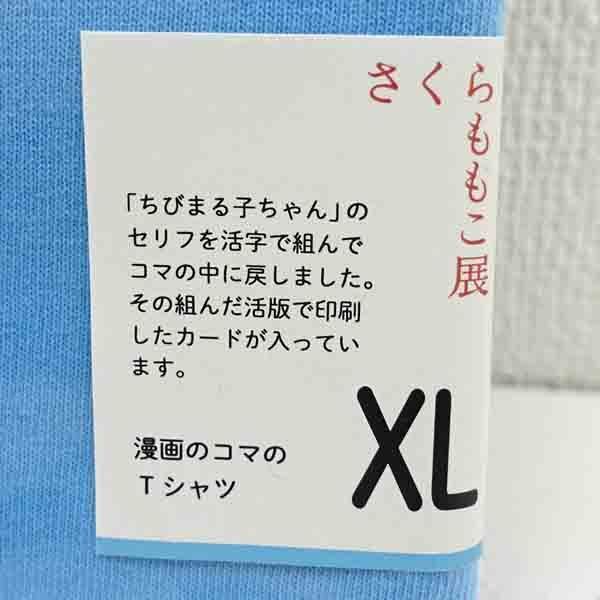 さくら
ももこ展
「ちびまる子ちゃん」の
セリフを活字で組んで
コマの中に戻しました。
その組んだ活版で印刷
したカードが入ってい
ます。
漫画のコマの
Tシャツ
XL